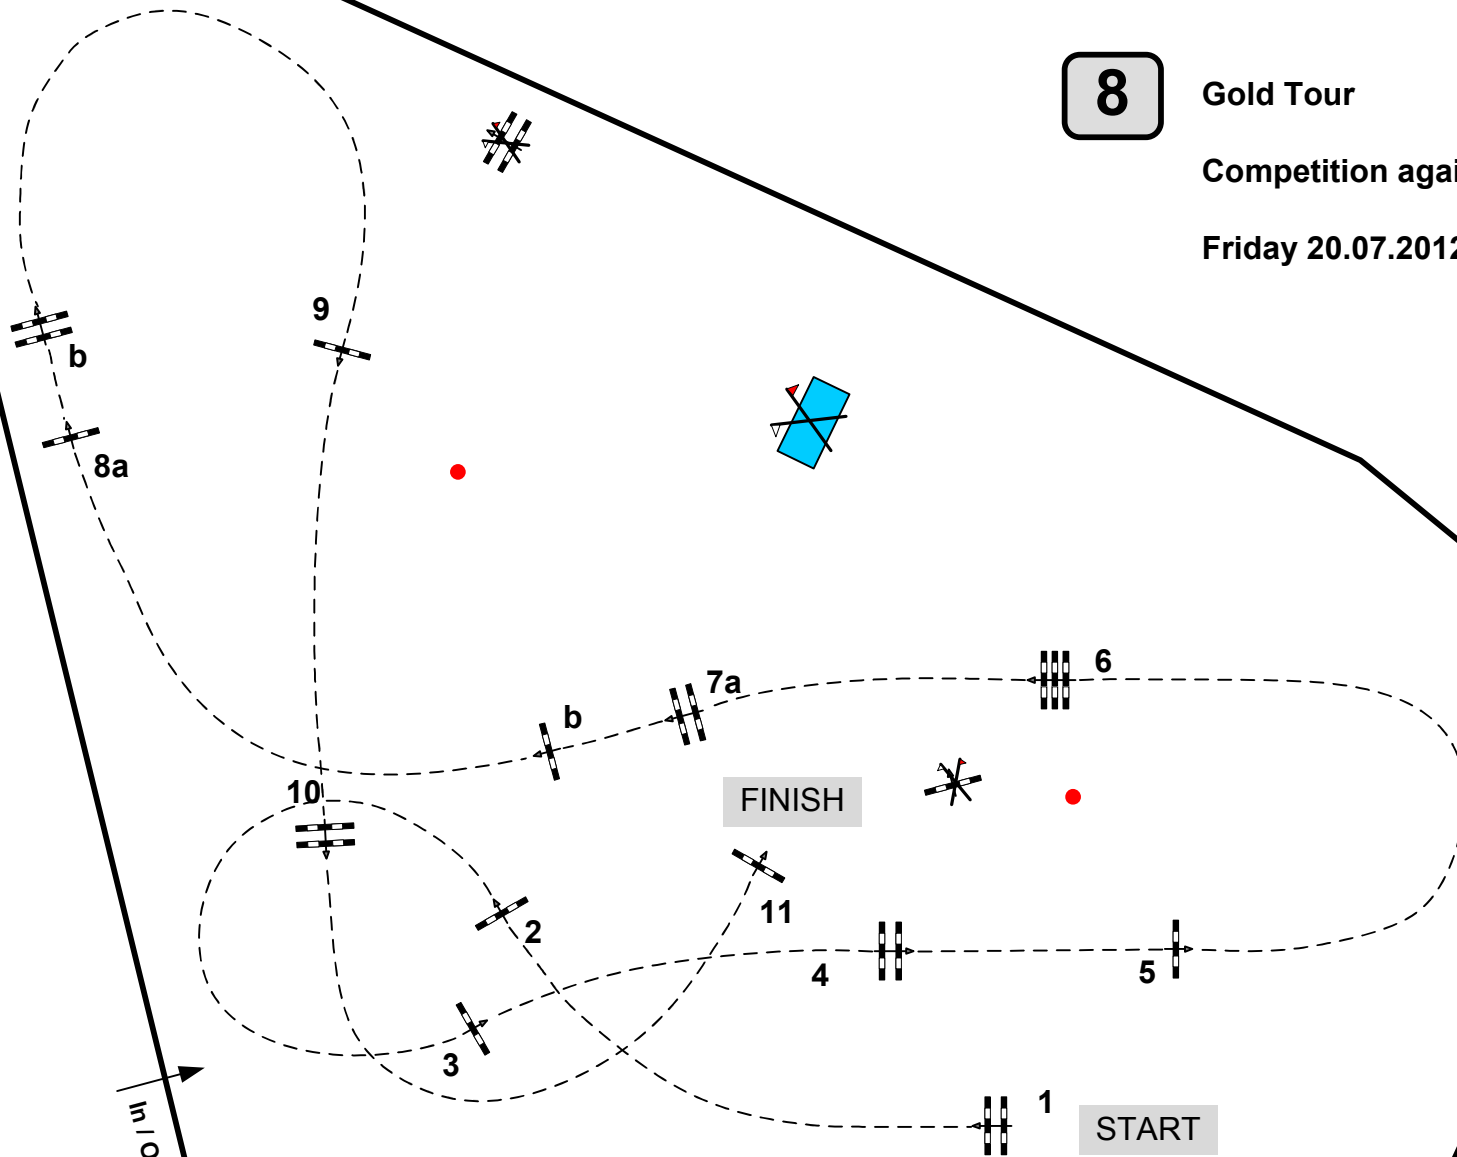 8
Gold Tour
Competition agai
Friday 20.07.2012
9
b
8a
6
7a
b
10
FINISH
2
11
4
5
3
1
START
In / O